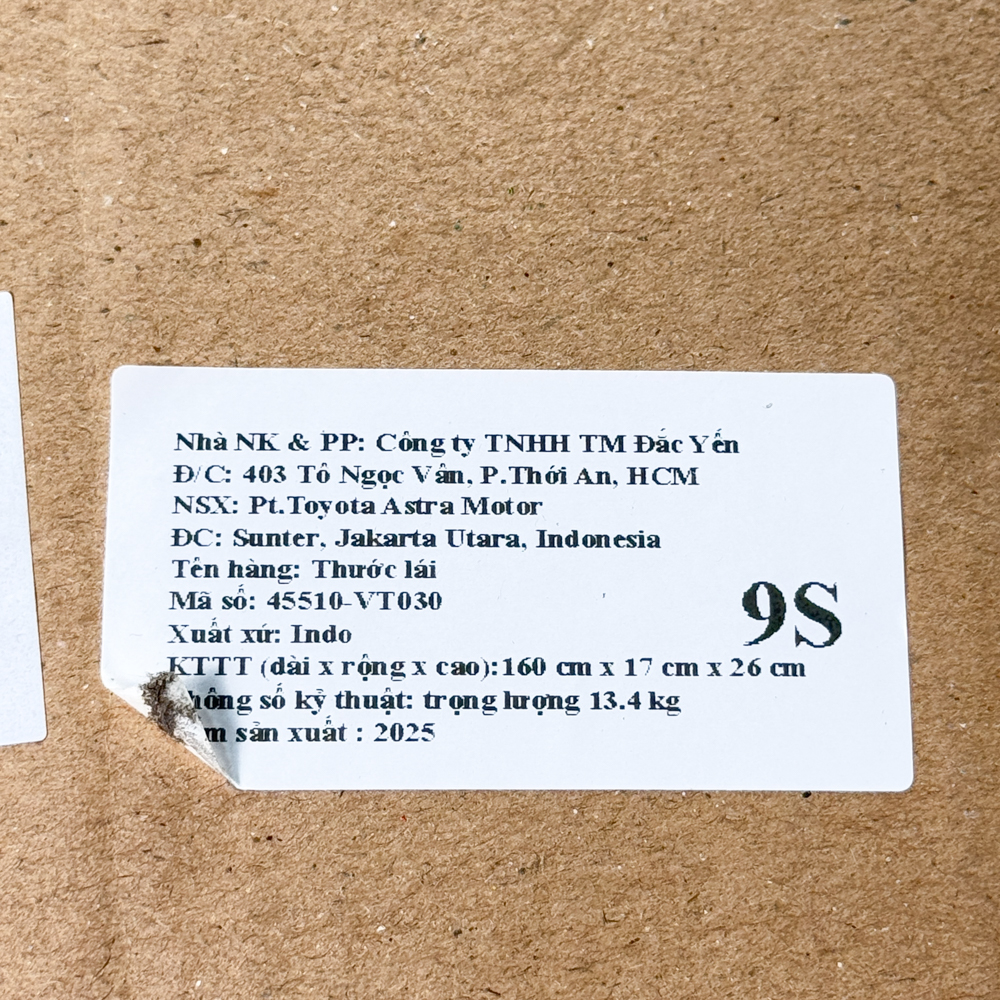 Nhà NK & PP: Công ty TNHH TM Đắc Yến
Đ/C: 403 Tô Ngọc Vân, P.Thới An, HCM
NSX: Pt.Toyota Astra Motor
ĐC: Sunter, Jakarta Utara, Indonesia
Tên hàng: Thước lái
Mã số: 45510-VT030
9S
Xuất xứ: Indo
KTTT (dài x rộng x cao):160 cm x 17 cm x 26 cm
số kỹ thuật: trọng lượng 13.4 kg
sản xuất : 2025